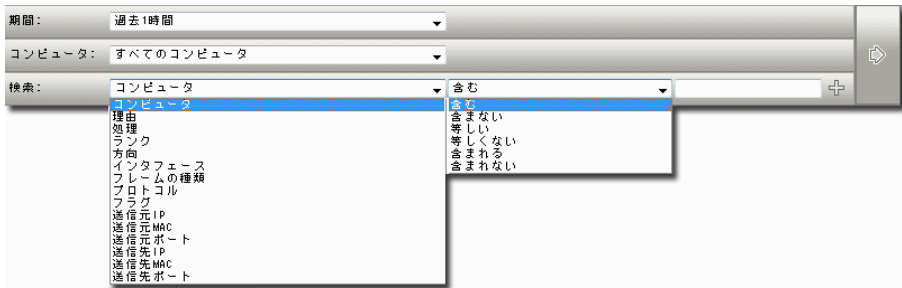 期間: 過去1時間
コンピュータ: すべてのコンピュータ
検索: コンピュータ 含む
コンピュータ
理由
処理
ランク
方向
インタフェース
フレームの種類
プロトコル
フラグ
送信元IP
送信元MAC
送信元ポート
送信先IP
送信先MAC
送信先ポート
含む
含まない
等しい
等しくない
含まれる
含まれない